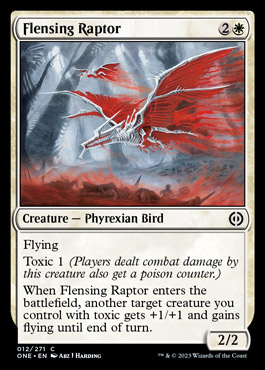 Flensing Raptor 2
Creature — Phyrexian Bird
Flying
Toxic 1 (Players dealt combat damage by
this creature also get a poison counter.)
When Flensing Raptor enters the
battlefield, another target creature you
control with toxic gets +1/+1 and gains
flying until end of turn.
2/2
012/271 C
ONE • EN Abz J Harding
™ & © 2023 Wizards of the Coast